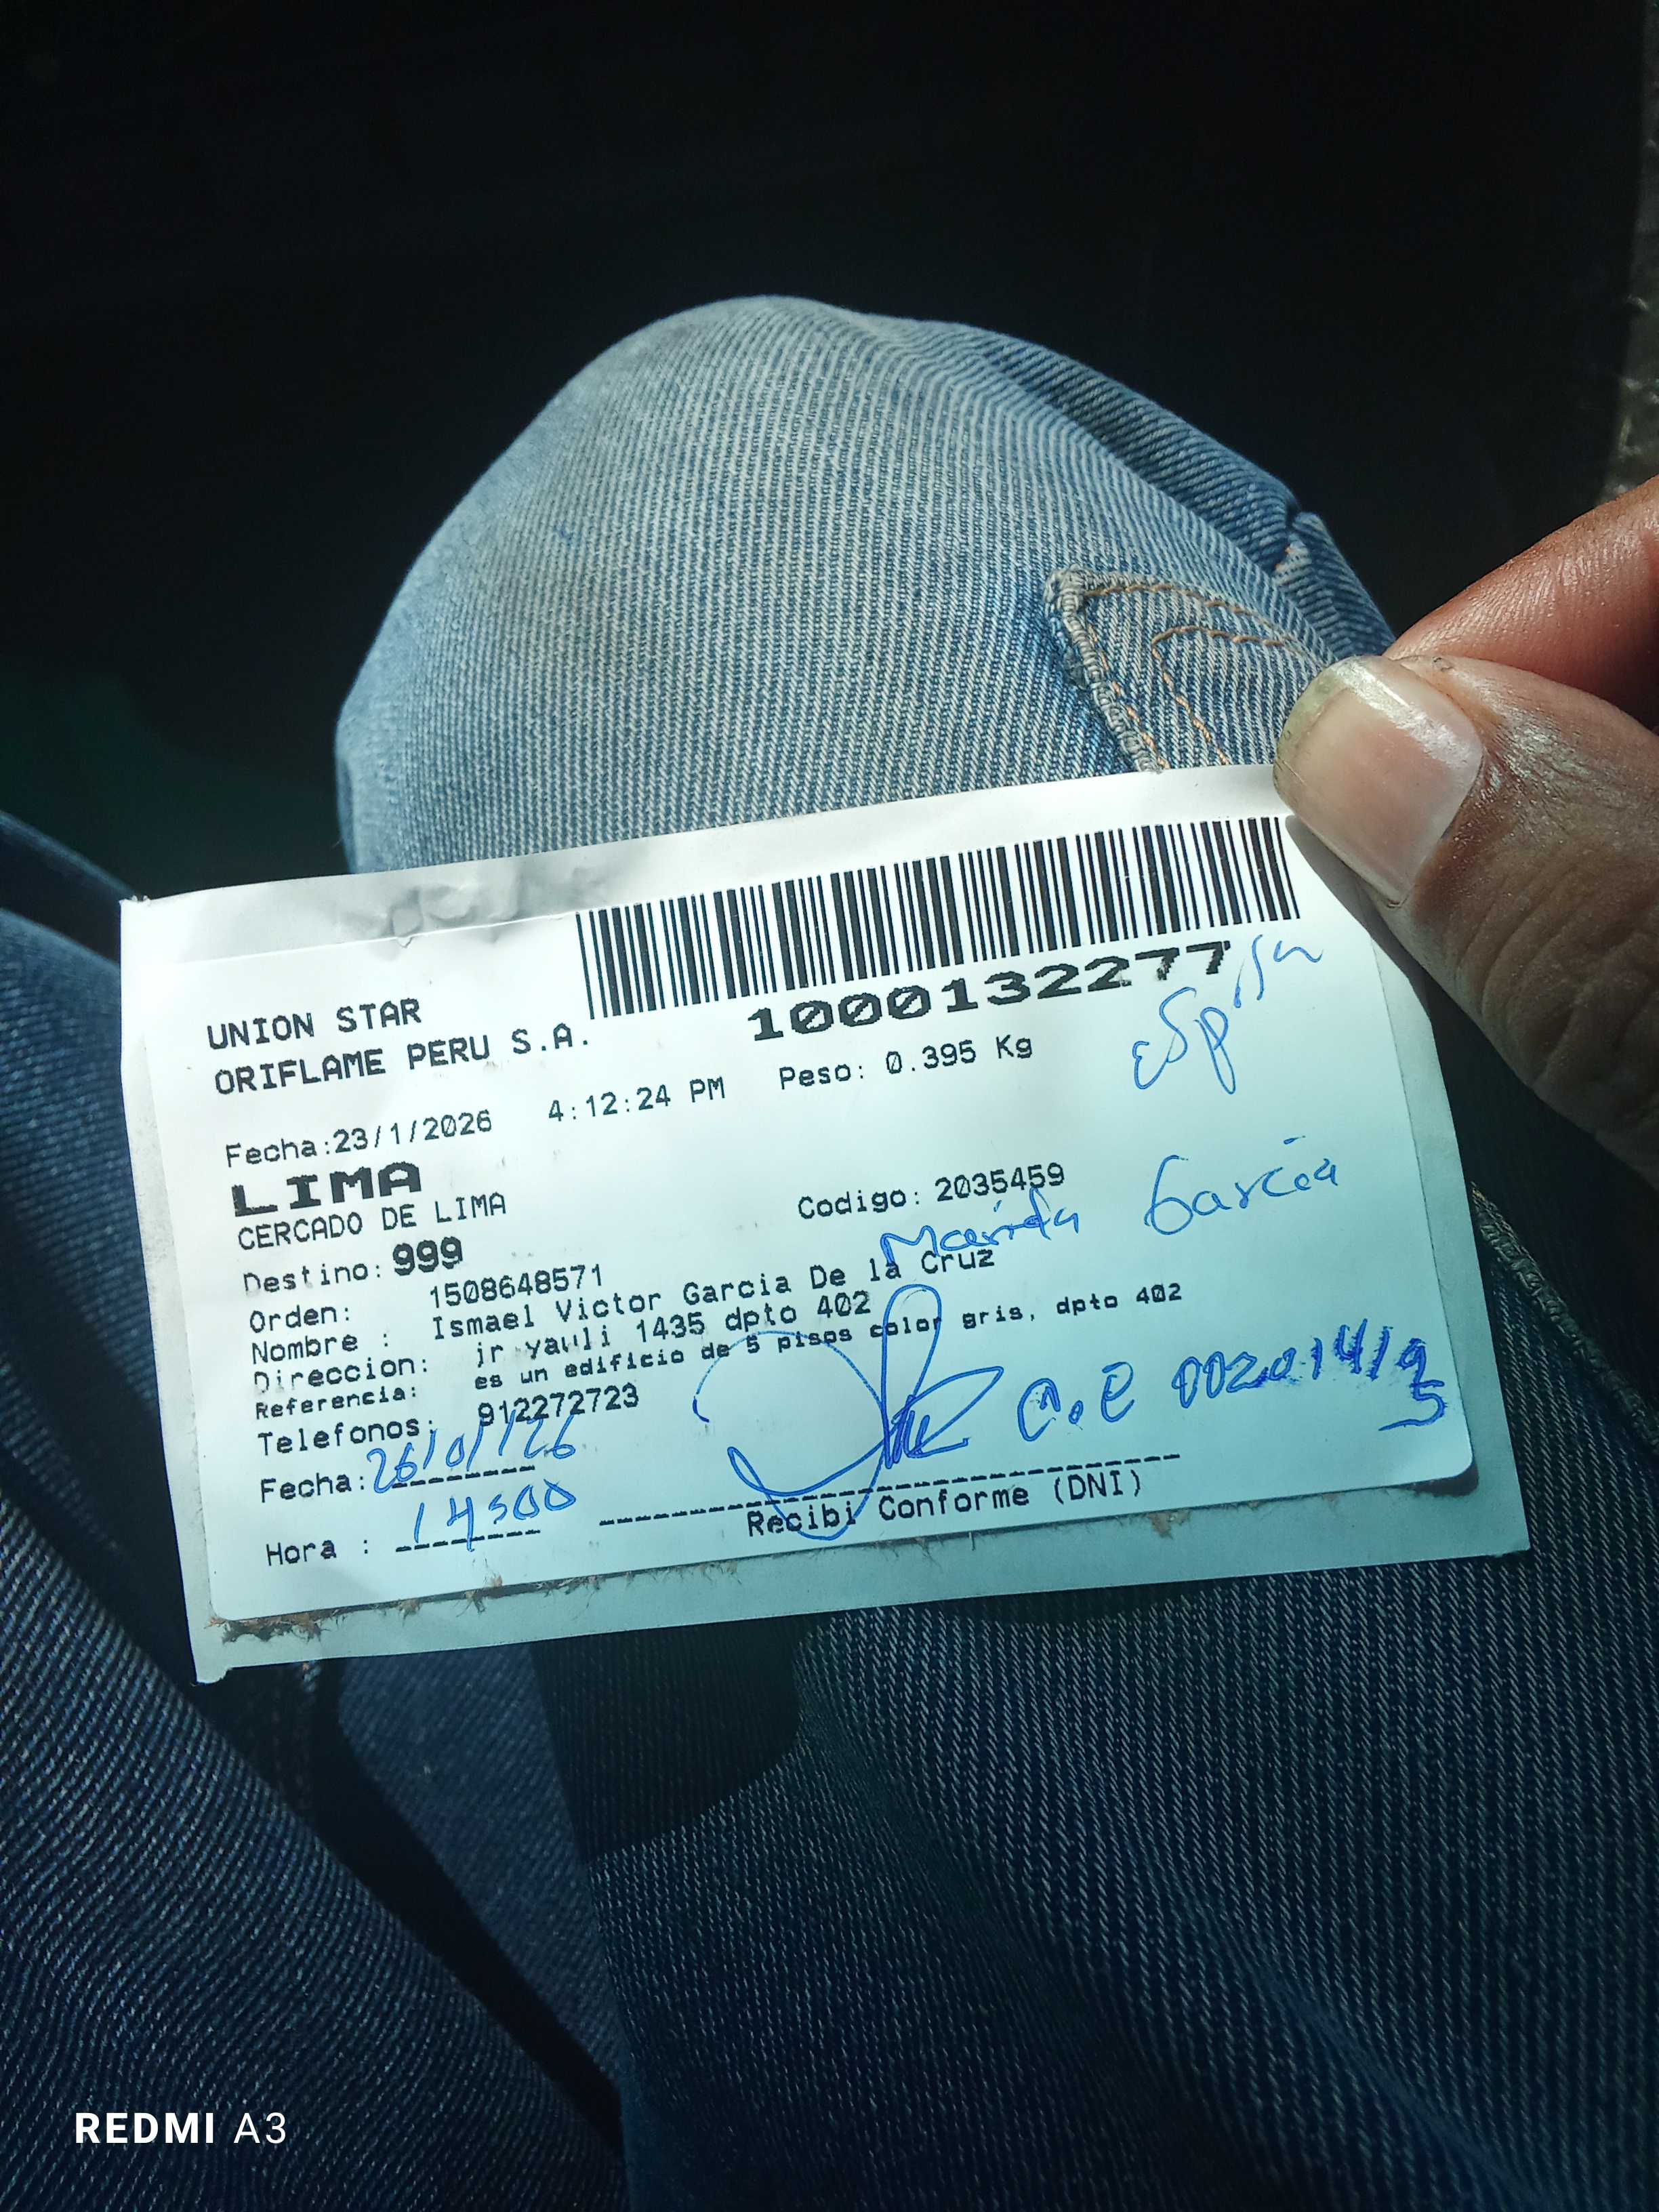 1000132277
UNION STAR
ORIFLAME PERU S.A.
esposa
Fecha:23/1/2026 4:12:24 PM Peso: 0.395 Kg
LIMA
CERCADO DE LIMA Codigo: 2035459
Destino: 999
García
Orden: 1508648571
Nombre : Ismael Victor Garcia De la Cruz
Direccion: jr yauli 1435 dpto 402
Referencia: es un edificio de 5 pisos color gris, dpto 402
Telefonos: 912272723
C.E 002014195
Fecha: 26/01/26
Hora : 14:00
Recibi Conforme (DNI)
REDMI A3